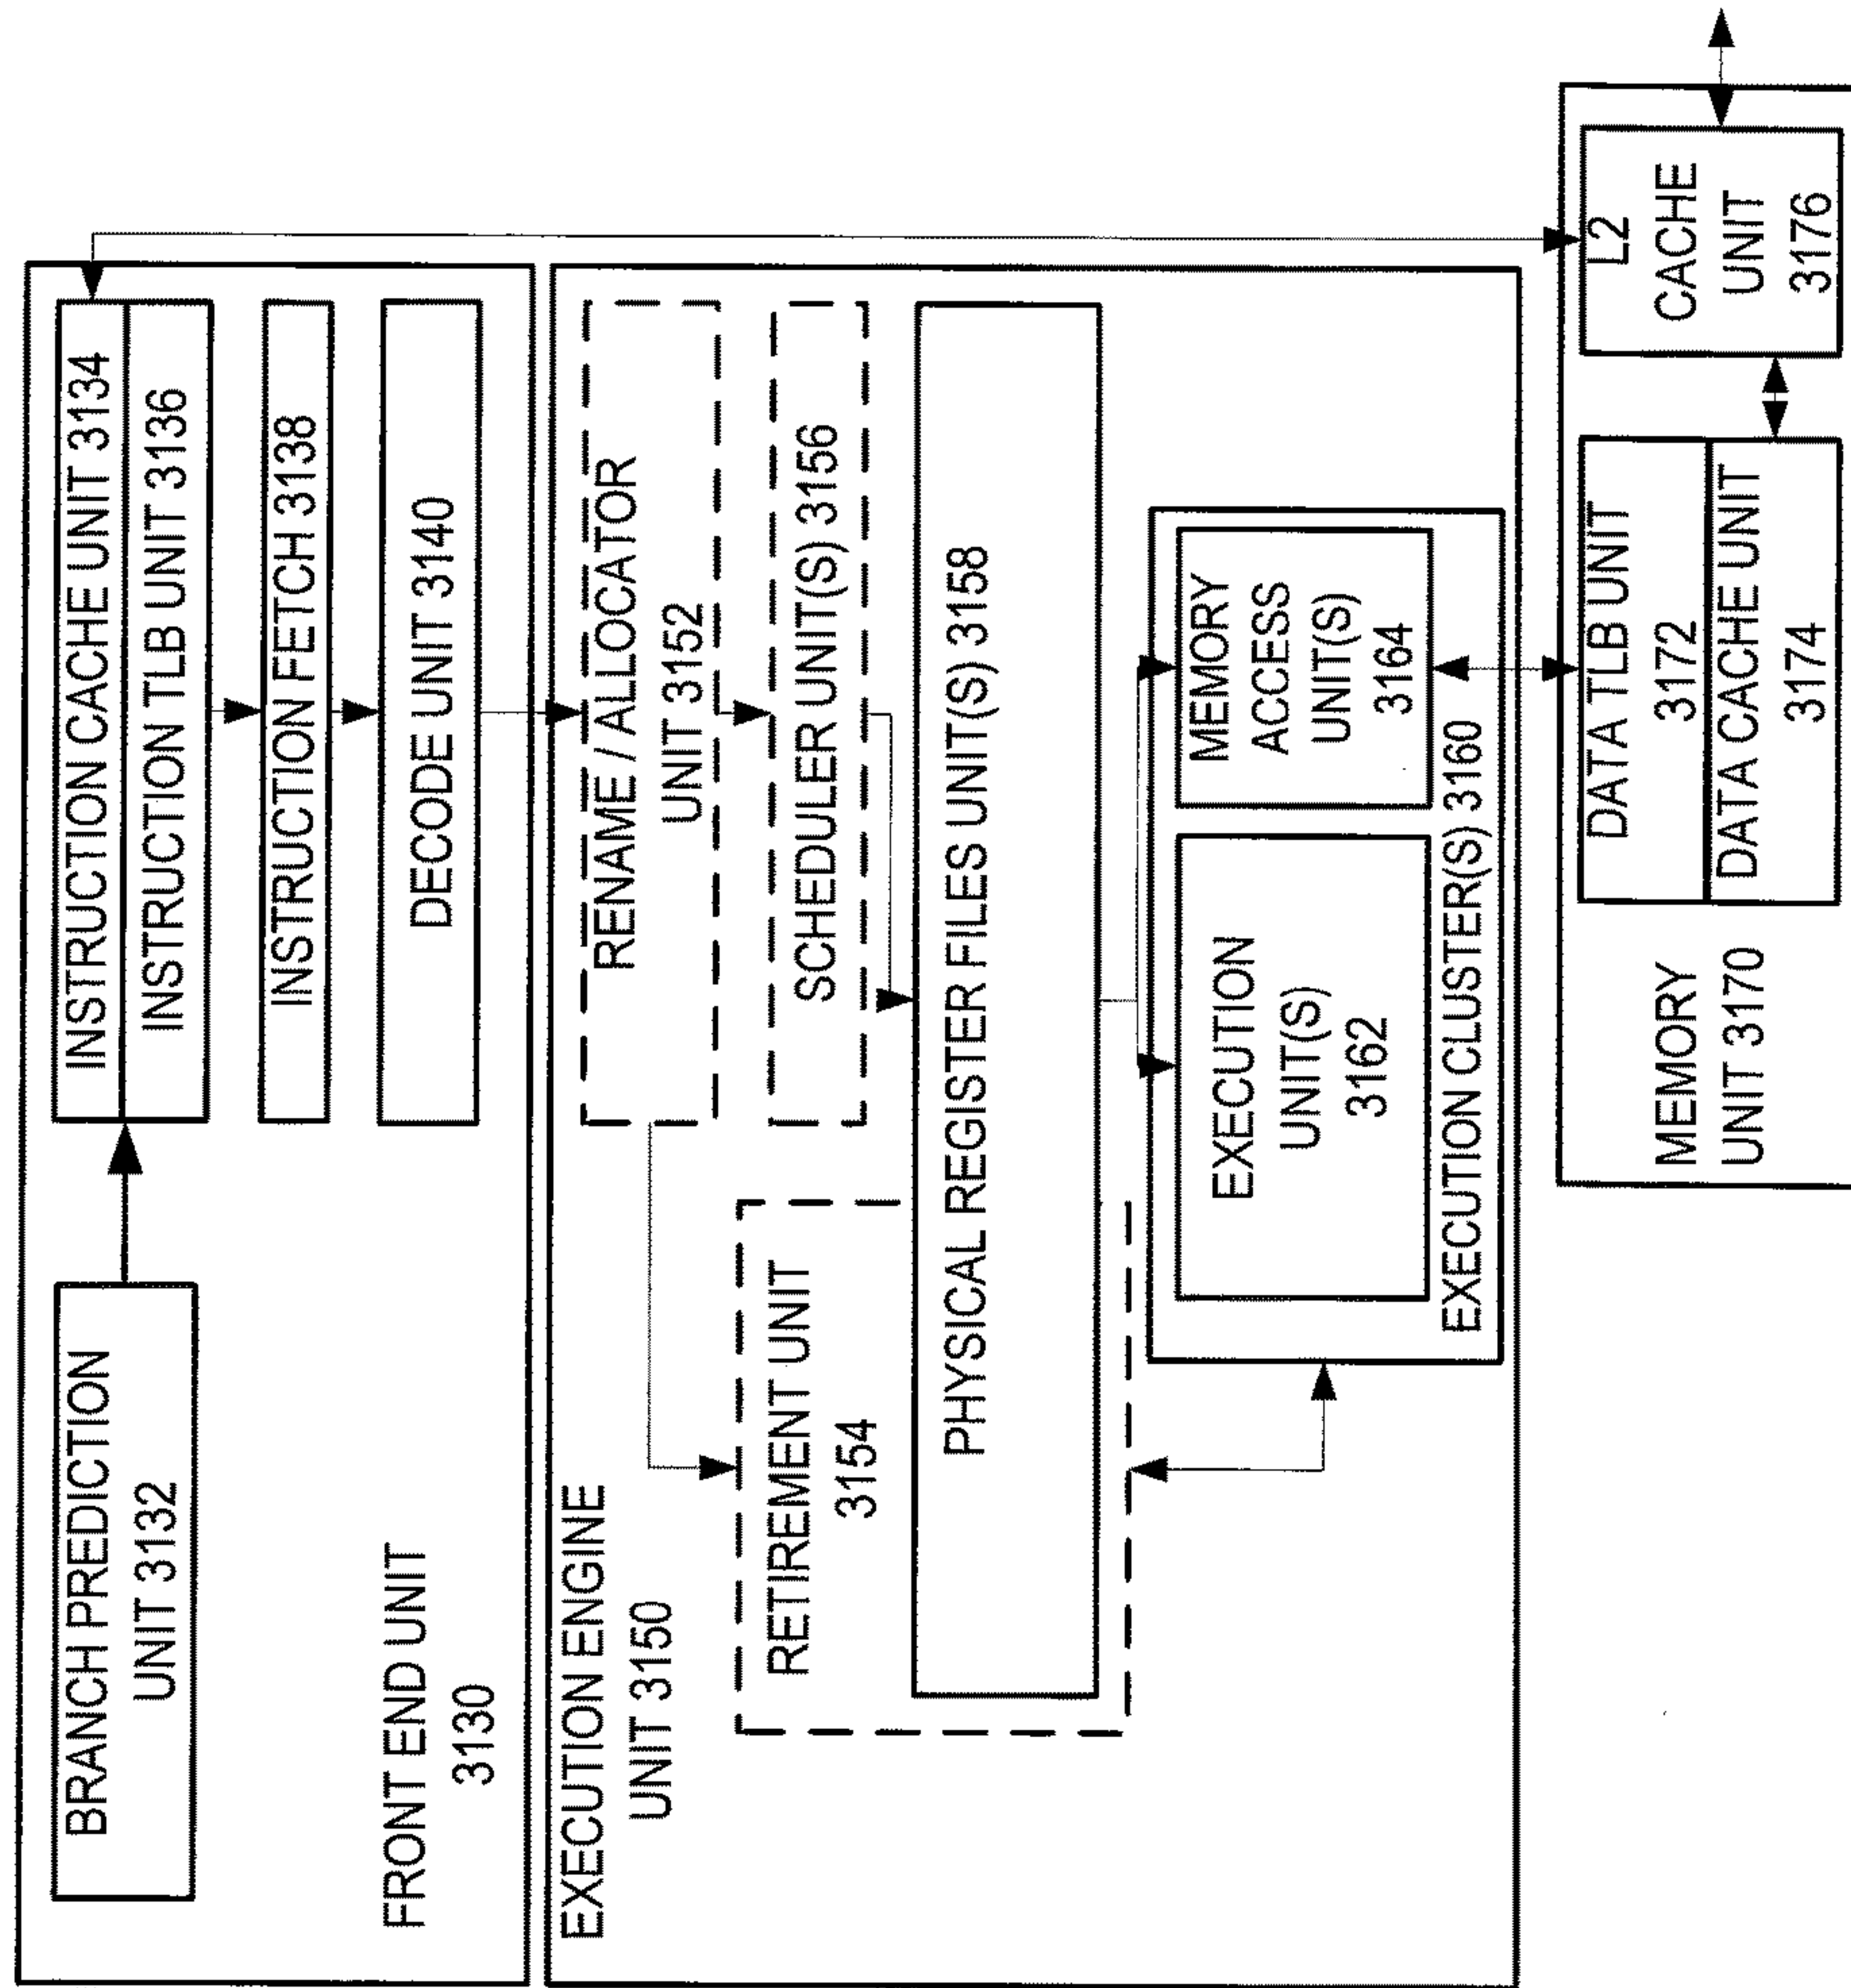 BRANCH PREDICTION
UNIT 3132
INSTRUCTION CACHE UNIT 3134
INSTRUCTION TLB UNIT 3136
INSTRUCTION FETCH 3138
DECODE UNIT 3140
FRONT END UNIT
3130
EXECUTION ENGINE
UNIT 3150
RENAME / ALLOCATOR
UNIT 3152
RETIREMENT UNIT
3154
SCHEDULER UNIT(S) 3156
PHYSICAL REGISTER FILES UNIT(S) 3158
EXECUTION
UNIT(S)
3162
MEMORY
ACCESS
UNIT(S)
3164
EXECUTION CLUSTER(S) 3160
MEMORY
UNIT 3170
DATA TLB UNIT
3172
DATA CACHE UNIT
3174
L2
CACHE
UNIT
3176